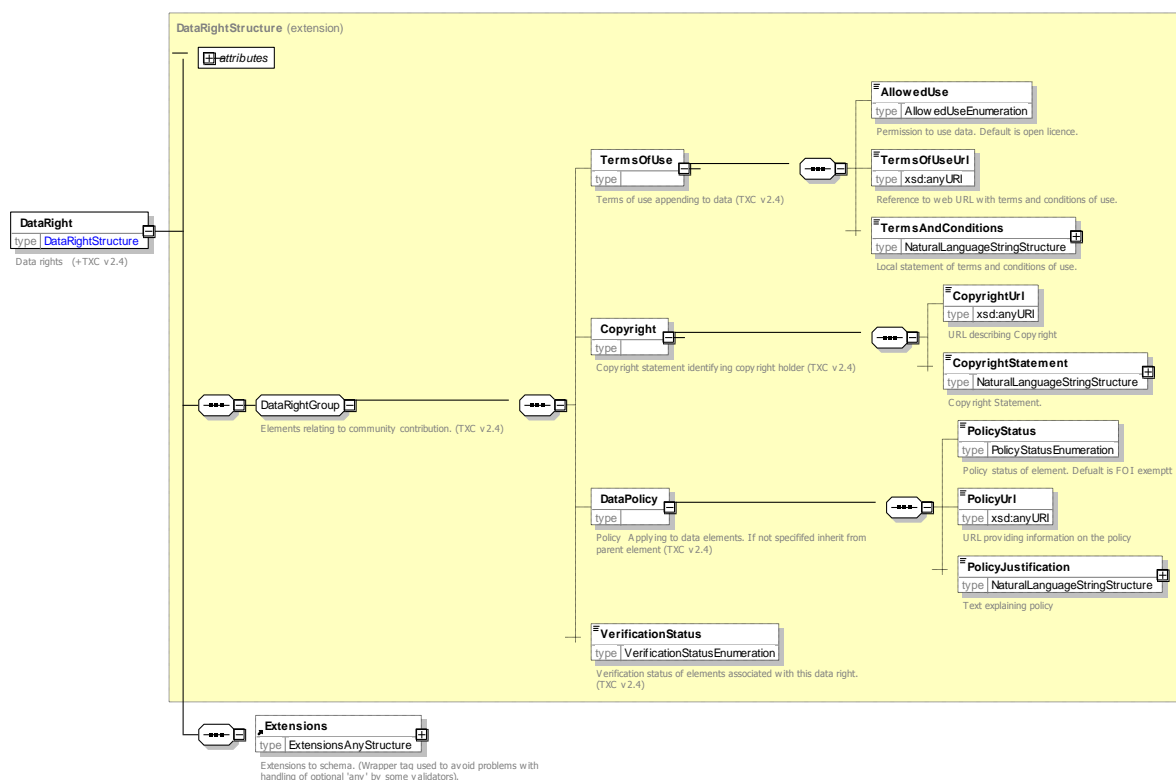 DataRightStructure (extension)
attributes
AllowedUse
type AllowedUseEnumeration
Permission to use data. Default is open licence.
TermsOfUse
type
Terms of use appending to data (TXC v2.4)
TermsOfUseUrl
type xsd:anyURI
Reference to web URL with terms and conditions of use.
DataRight
type DataRightStructure
Data rights (+TXC v2.4)
TermsAndConditions
type NaturalLanguageStringStructure
Local statement of terms and conditions of use.
Copyright
type
Copyright statement identifying copyright holder (TXC v2.4)
CopyrightUrl
type xsd:anyURI
URL describing Copyright
CopyrightStatement
type NaturalLanguageStringStructure
Copyright Statement.
DataRightGroup
Elements relating to community contribution. (TXC v2.4)
PolicyStatus
type PolicyStatusEnumeration
Policy status of element. Defualt is FOI exemptt
DataPolicy
type
Policy Applying to data elements. If not specififed inherit from
parent element (TXC v2.4)
PolicyUrl
type xsd:anyURI
URL providing information on the policy
PolicyJustification
type NaturalLanguageStringStructure
Text explaining policy
VerificationStatus
type VerificationStatusEnumeration
Verification status of elements associated with this data right.
(TXC v2.4)
Extensions
type ExtensionsAnyStructure
Extensions to schema. (Wrapper tag used to avoid problems with
handling of optional 'any' by some validators).